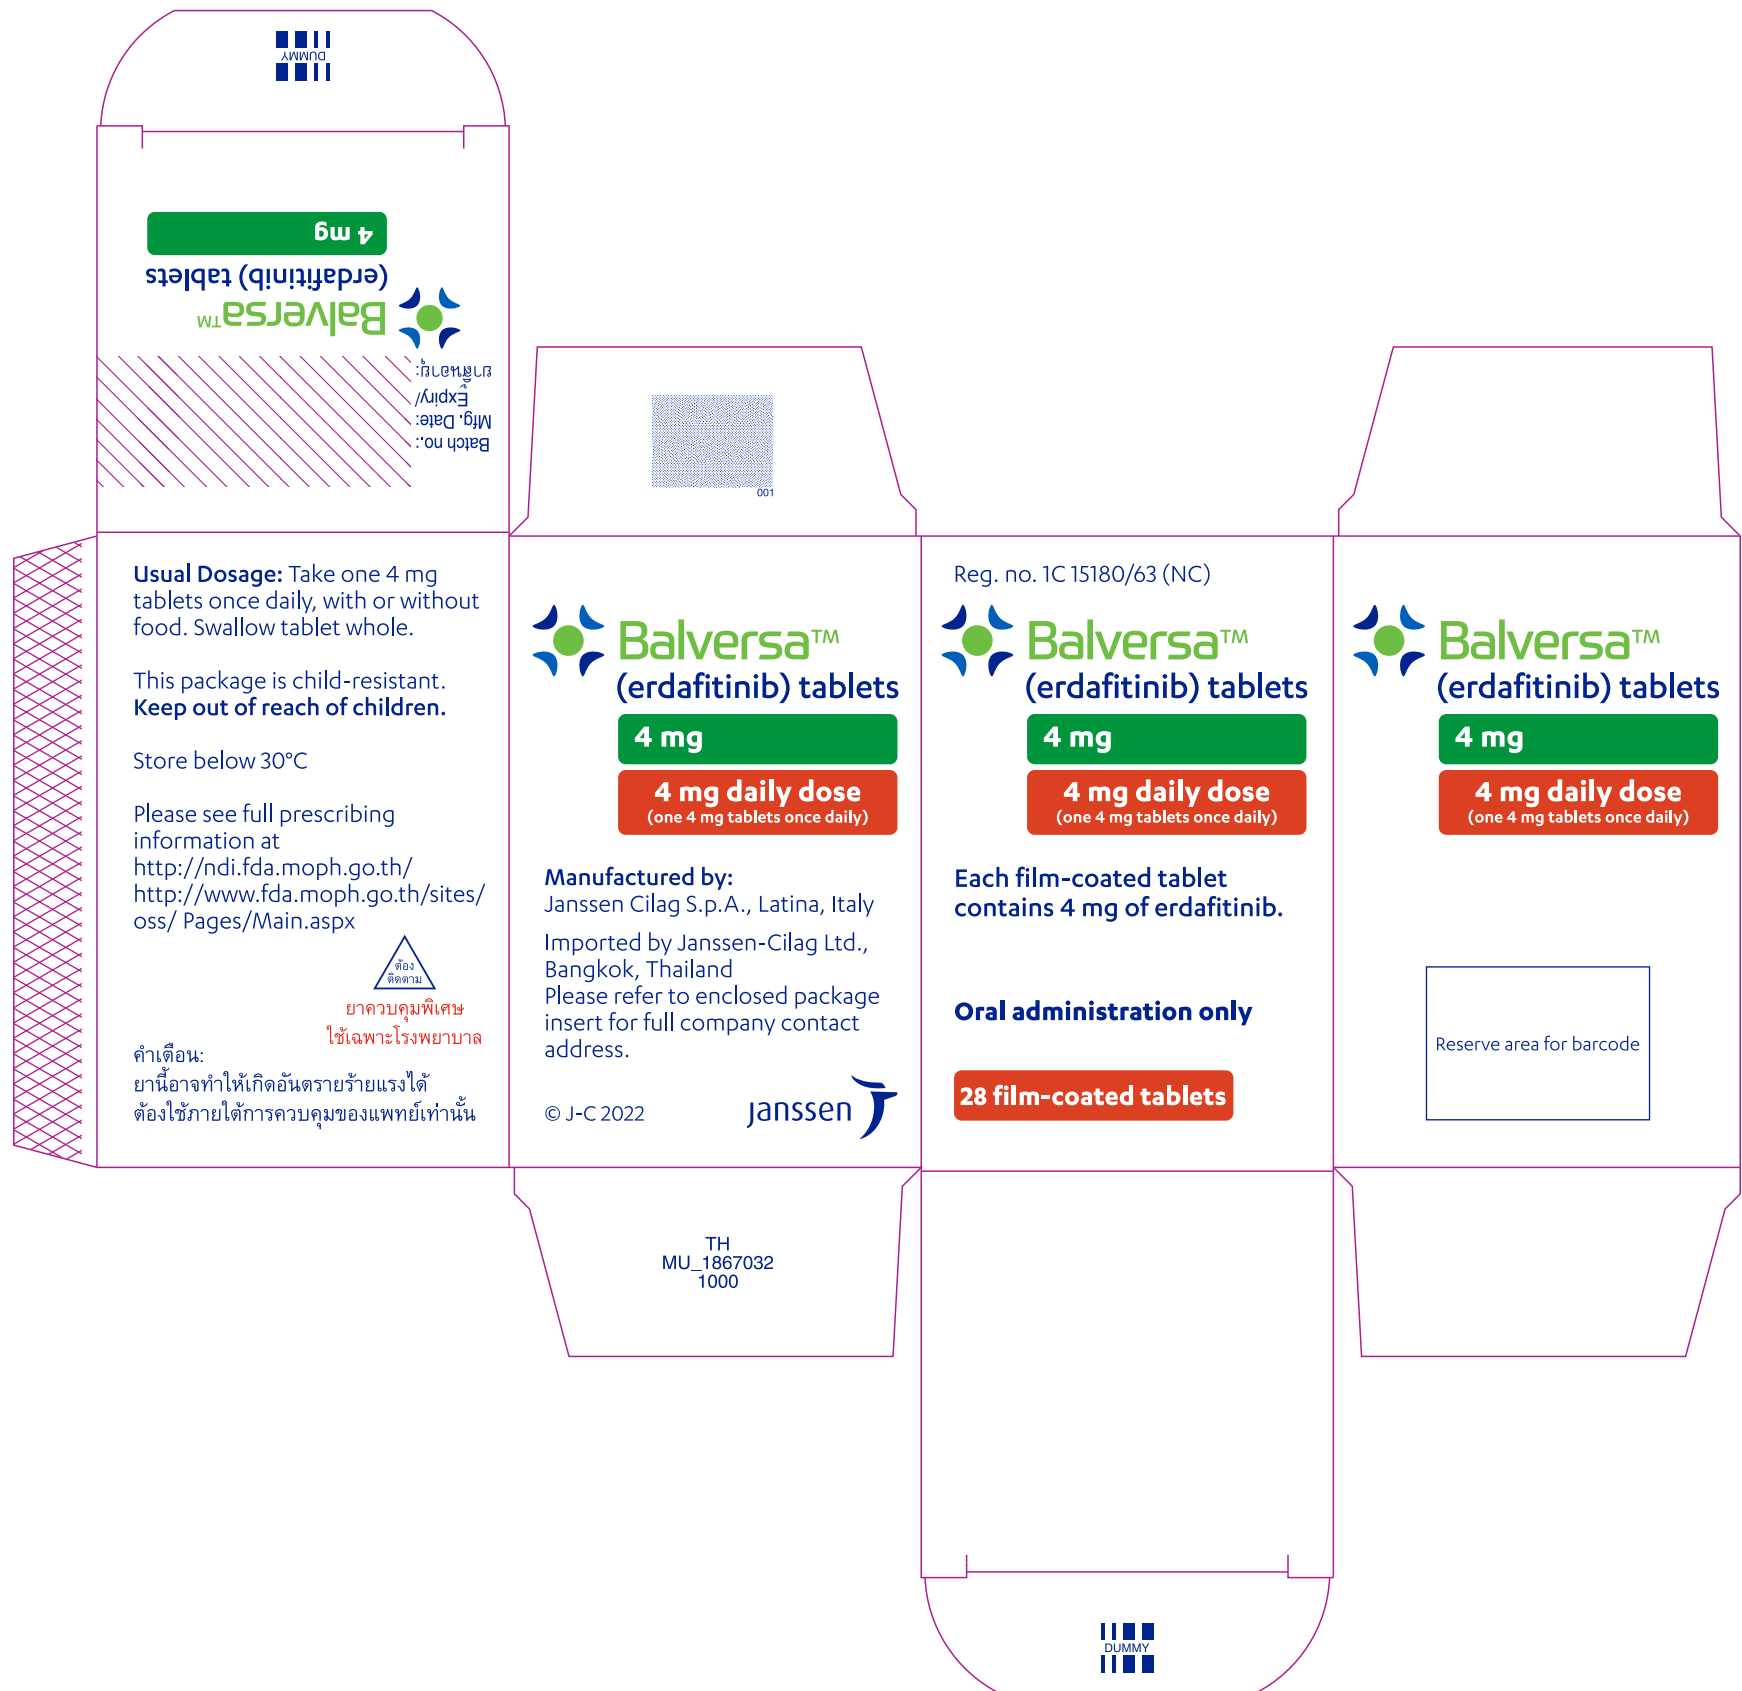 DUMMY
4 mg
(erdafitinib) tablets
Balversa™
ยาสิ้นอายุ:
Expiry/
Mfg. Date:
Batch no.:
001
Usual Dosage: Take one 4 mg
tablets once daily, with or without
food. Swallow tablet whole.
This package is child-resistant.
Keep out of reach of children.
Store below 30°C
Please see full prescribing
information at
http://ndi.fda.moph.go.th/
http://www.fda.moph.go.th/sites/
oss/ Pages/Main.aspx
ต้อง
ติดตาม
ยาควบคุมพิเศษ
ใช้เฉพาะโรงพยาบาล
คำเตือน:
ยานี้อาจทำให้เกิดอันตรายร้ายแรงได้
ต้องใช้ภายใต้การควบคุมของแพทย์เท่านั้น
Balversa™
(erdafitinib) tablets
4 mg
4 mg daily dose
(one 4 mg tablets once daily)
Manufactured by:
Janssen Cilag S.p.A., Latina, Italy
Imported by Janssen-Cilag Ltd.,
Bangkok, Thailand
Please refer to enclosed package
insert for full company contact
address.
© J-C 2022
janssen
TH
MU_1867032
1000
Reg. no. 1C 15180/63 (NC)
Balversa™
(erdafitinib) tablets
4 mg
4 mg daily dose
(one 4 mg tablets once daily)
Each film-coated tablet
contains 4 mg of erdafitinib.
Oral administration only
28 film-coated tablets
Balversa™
(erdafitinib) tablets
4 mg
4 mg daily dose
(one 4 mg tablets once daily)
Reserve area for barcode
DUMMY